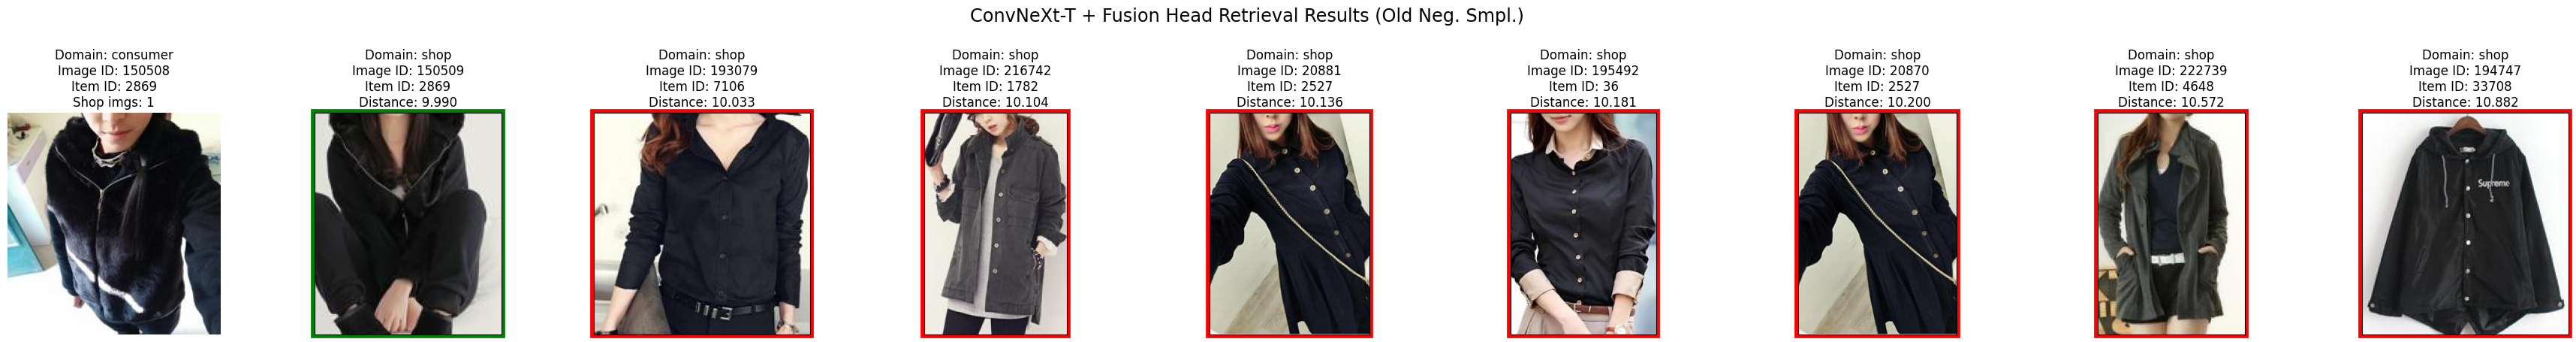 ConvNeXt-T + Fusion Head Retrieval Results (Old Neg. Smpl.)
Domain: consumer
Image ID: 150508
Item ID: 2869
Shop imgs: 1
Domain: shop
Image ID: 150509
Item ID: 2869
Distance: 9.990
Domain: shop
Image ID: 193079
Item ID: 7106
Distance: 10.033
Domain: shop
Image ID: 216742
Item ID: 1782
Distance: 10.104
Domain: shop
Image ID: 20881
Item ID: 2527
Distance: 10.136
Domain: shop
Image ID: 195492
Item ID: 36
Distance: 10.181
Domain: shop
Image ID: 20870
Item ID: 2527
Distance: 10.200
Domain: shop
Image ID: 222739
Item ID: 4648
Distance: 10.572
Domain: shop
Image ID: 194747
Item ID: 33708
Distance: 10.882
Supreme